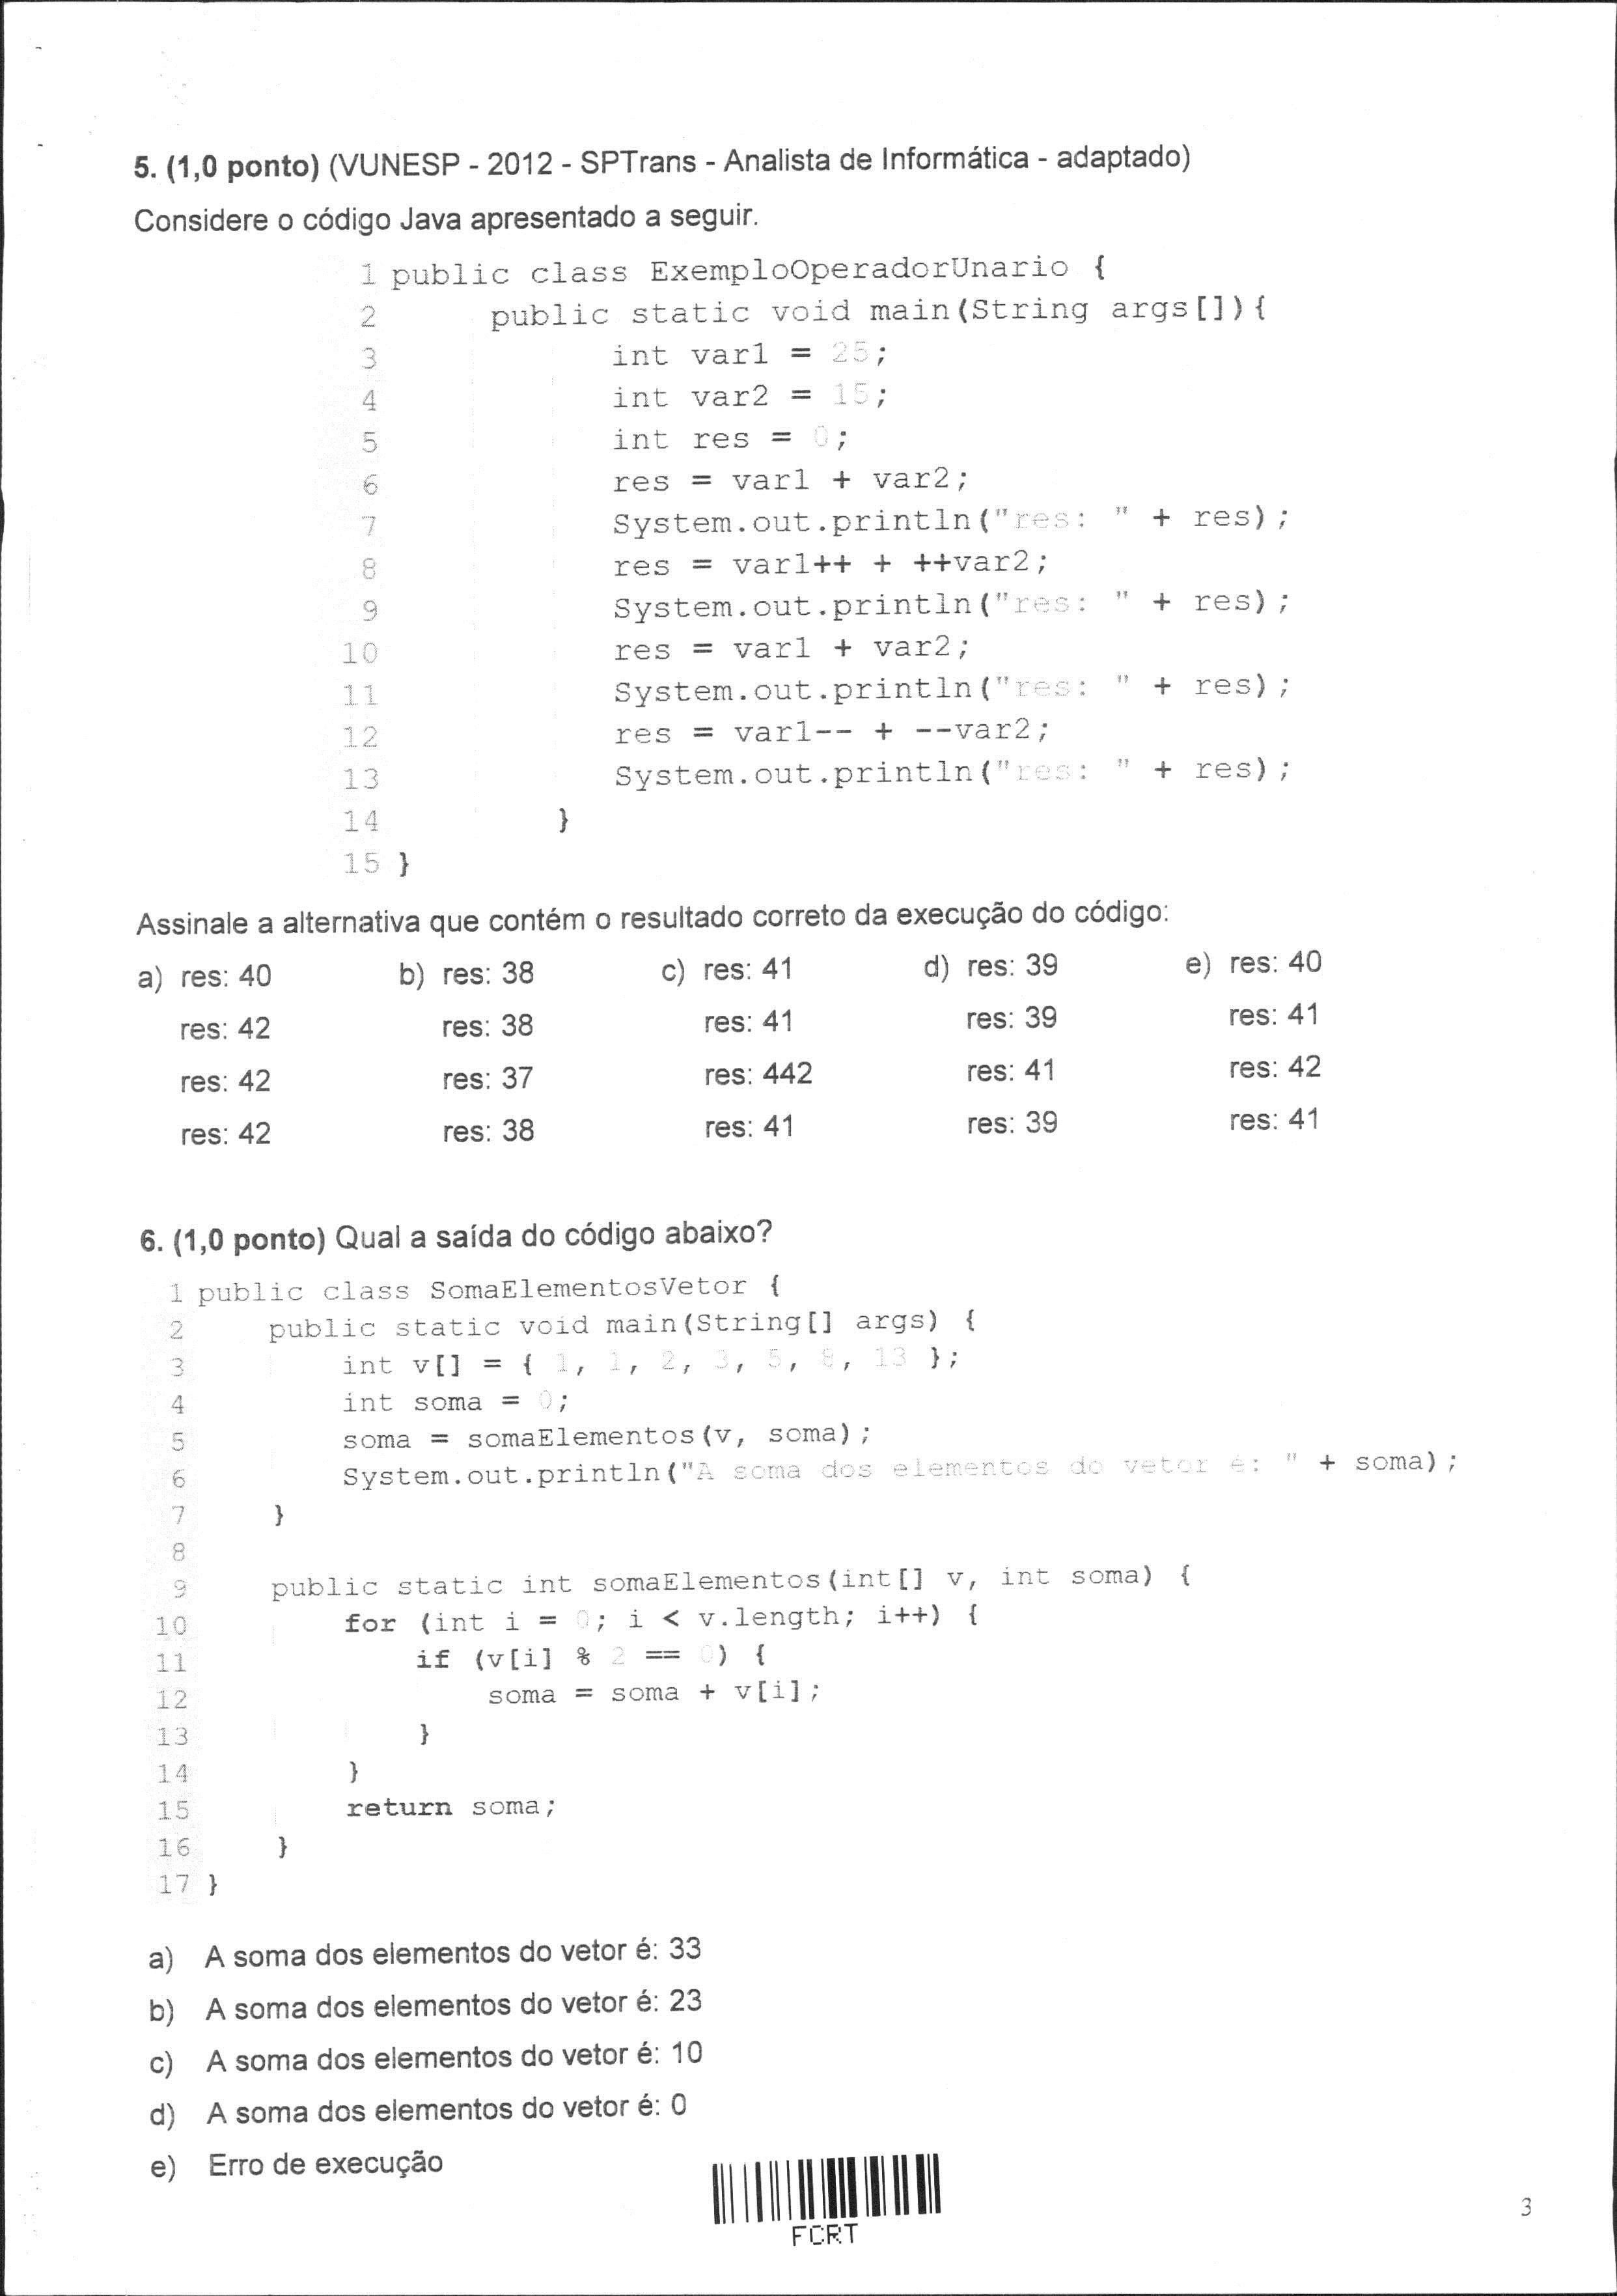 5. (1,0 ponto) (VUNESP - 2012 - SPTrans - Analista de Informática - adaptado)
Considere o código Java apresentado a seguir.
1 public class ExemploOperadorUnario {
2 public static void main(String args[]){
3 int var1 = 25;
4 int var2 = 15;
5 int res = 0;
6 res = var1 + var2;
7 System.out.println("res: " + res);
8 res = var1++ + ++var2;
9 System.out.println("res: " + res);
10 res = var1 + var2;
11 System.out.println("res: " + res);
12 res = var1-- + --var2;
13 System.out.println("res: " + res);
14 }
15 }
Assinale a alternativa que contém o resultado correto da execução do código:
a) res: 40 b) res: 38 c) res: 41 d) res: 39 e) res: 40
res: 42 res: 38 res: 41 res: 39 res: 41
res: 42 res: 37 res: 442 res: 41 res: 42
res: 42 res: 38 res: 41 res: 39 res: 41
6. (1,0 ponto) Qual a saída do código abaixo?
1 public class SomaElementosVetor {
2 public static void main(String[] args) {
3 int v[] = { 1, 1, 2, 3, 5, 8, 13 };
4 int soma = 0;
5 soma = somaElementos(v, soma);
6 System.out.println("A soma dos elementos do vetor é: " + soma);
7 }
8
9 public static int somaElementos(int[] v, int soma) {
10 for (int i = 0; i < v.length; i++) {
11 if (v[i] % 2 == 0) {
12 soma = soma + v[i];
13 }
14 }
15 return soma;
16 }
17 }
a) A soma dos elementos do vetor é: 33
b) A soma dos elementos do vetor é: 23
c) A soma dos elementos do vetor é: 10
d) A soma dos elementos do vetor é: 0
e) Erro de execução
FCRT
3